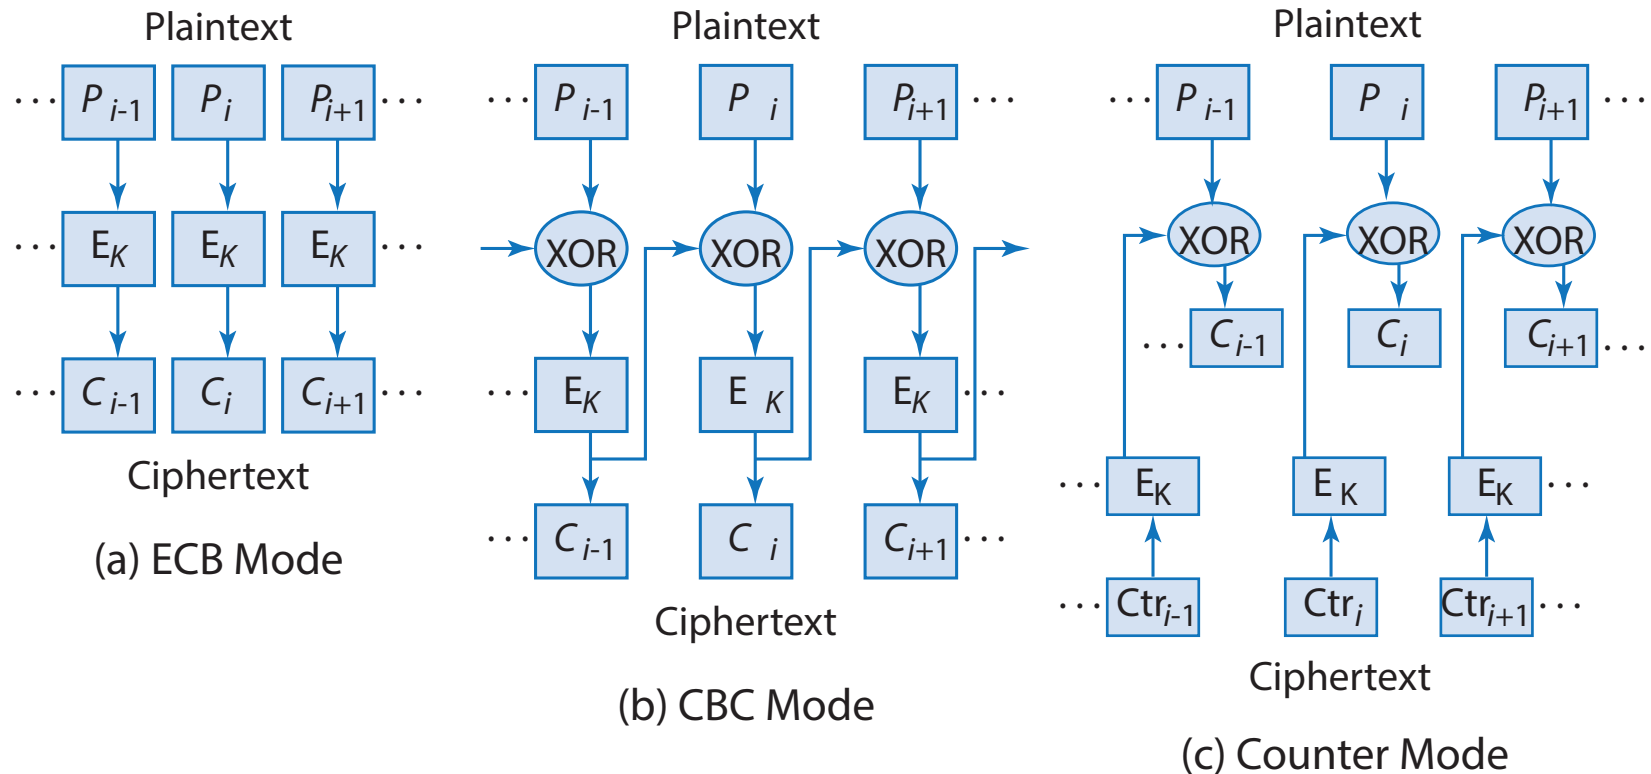 Plaintext
... P i-1 P i P i+1 ...
... E K E K E K ...
... C i-1 C i C i+1 ...
Ciphertext
(a) ECB Mode
Plaintext
... P i-1 P i P i+1 ...
XOR XOR XOR
... E K E K E K ...
... C i-1 C i C i+1 ...
Ciphertext
(b) CBC Mode
Plaintext
... P i-1 P i P i+1 ...
XOR XOR XOR
... C i-1 C i C i+1 ...
... E K E K E K ...
... Ctr i-1 Ctr i Ctr i+1 ...
Ciphertext
(c) Counter Mode